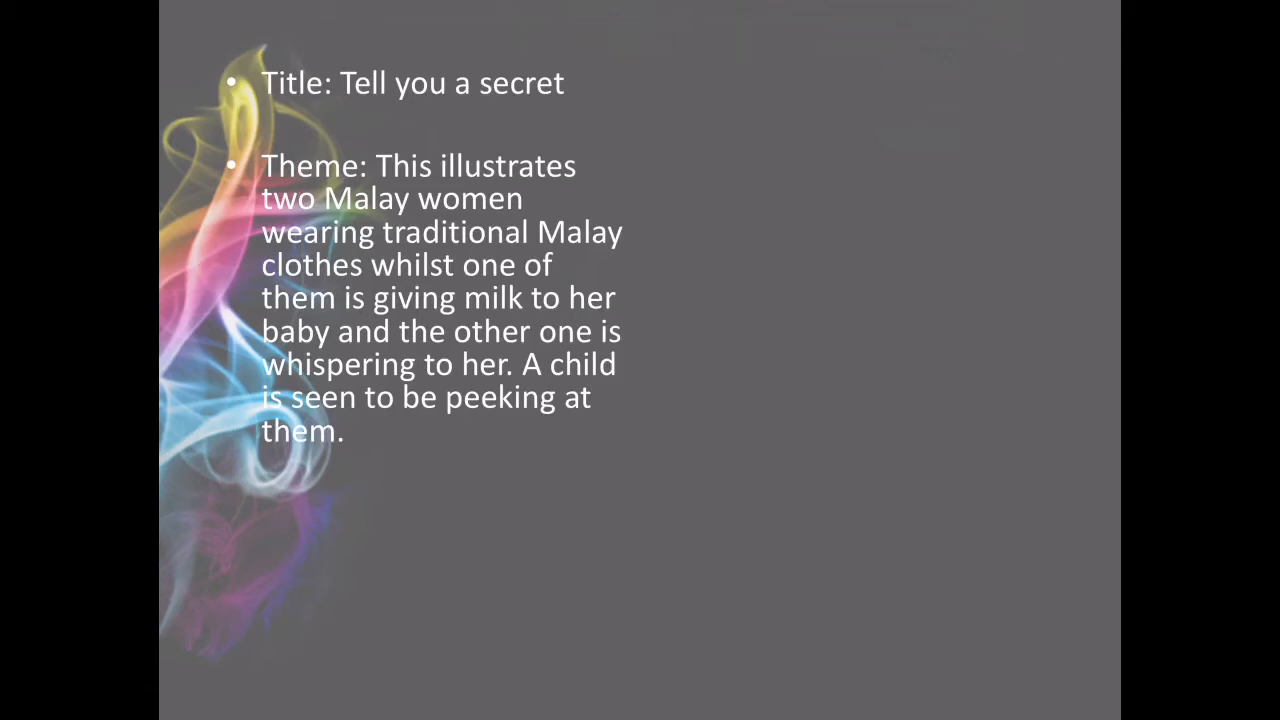 • Title: Tell you a secret
• Theme: This illustrates
two Malay women
wearing traditional Malay
clothes whilst one of
them is giving milk to her
baby and the other one is
whispering to her. A child
is seen to be peeking at
them.